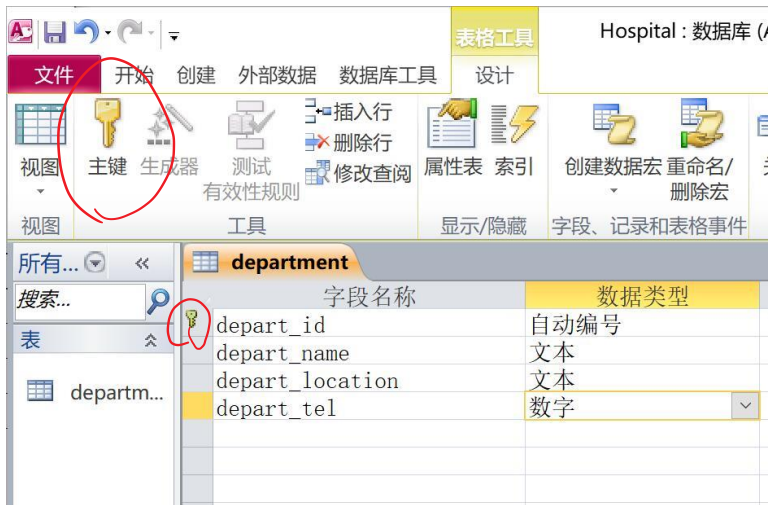 Hospital : 数据库 (A
表格工具
文件 开始 创建 外部数据 数据库工具 设计
视图 主键 生成器 测试 有效性规则 插入行 删除行 修改查阅 属性表 索引 创建数据宏 重命名/ 删除宏
视图 工具 显示/隐藏 字段、记录和表格事件
所有... «
搜索...
表
departm...
department
字段名称 数据类型
depart_id 自动编号
depart_name 文本
depart_location 文本
depart_tel 数字